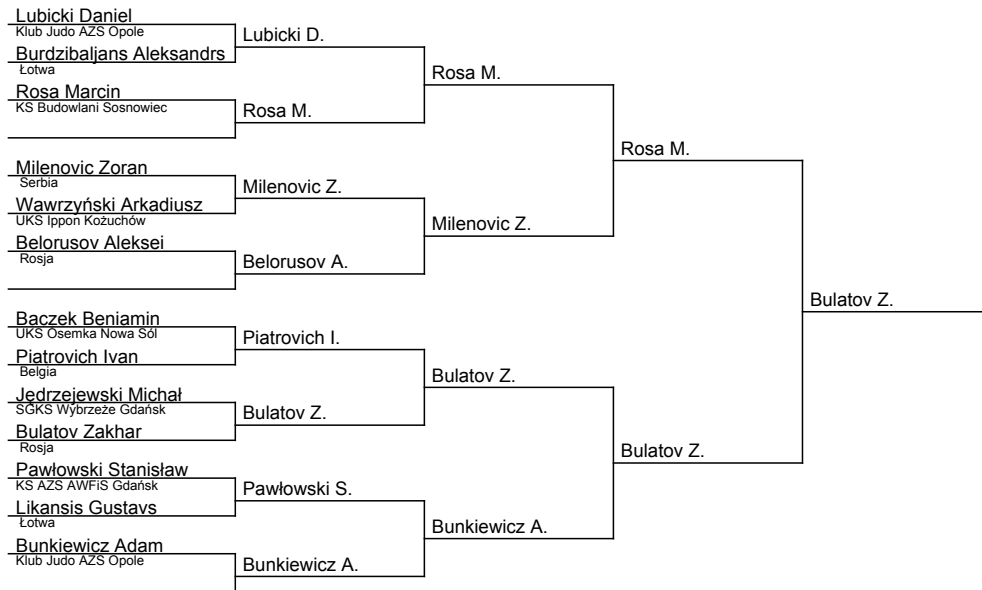 Lubicki Daniel
Klub Judo AZS Opole
Burdzibaljans Aleksandrs
Łotwa
Rosa Marcin
KS Budowlani Sosnowiec
Milenovic Zoran
Serbia
Wawrzyński Arkadiusz
UKS Ippon Kożuchów
Belorusov Aleksei
Rosja
Baczek Beniamin
UKS Osemka Nowa Sól
Piatrovich Ivan
Belgia
Jędrzejewski Michał
SGKS Wybrzeże Gdańsk
Bulatov Zakhar
Rosja
Pawłowski Stanisław
KS AZS AWFiS Gdańsk
Likansis Gustavs
Łotwa
Bunkiewicz Adam
Klub Judo AZS Opole
Lubicki D.
Rosa M.
Milenovic Z.
Belorusov A.
Piatrovich I.
Bulatov Z.
Pawłowski S.
Bunkiewicz A.
Rosa M.
Milenovic Z.
Bulatov Z.
Bunkiewicz A.
Rosa M.
Bulatov Z.
Bulatov Z.